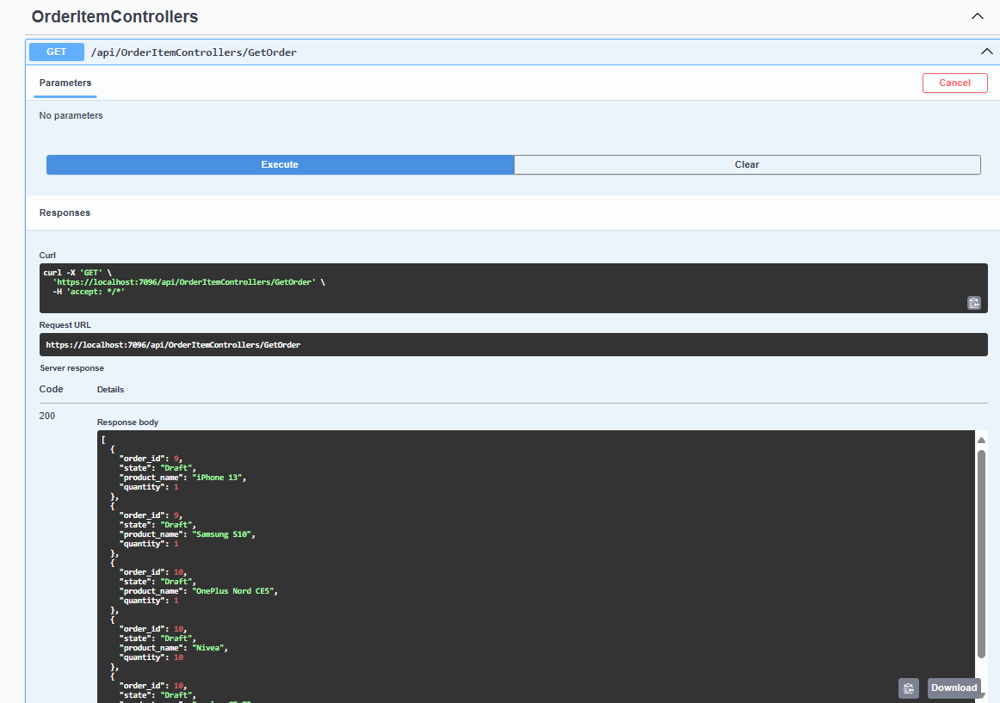 OrderItemControllers
GET /api/OrderItemControllers/GetOrder
Parameters
Cancel
No parameters
Execute
Clear
Responses
Curl
curl -X 'GET' \
'https://localhost:7096/api/OrderItemControllers/GetOrder' \
-H 'accept: */*'
Request URL
https://localhost:7096/api/OrderItemControllers/GetOrder
Server response
Code Details
200
Response body
[
{
"order_id": 9,
"state": "Draft",
"product_name": "iPhone 13",
"quantity": 1
},
{
"order_id": 9,
"state": "Draft",
"product_name": "Samsung S10",
"quantity": 1
},
{
"order_id": 10,
"state": "Draft",
"product_name": "OnePlus Nord CE5",
"quantity": 1
},
{
"order_id": 10,
"state": "Draft",
"product_name": "Nivea",
"quantity": 10
},
{
"order_id": 10,
"state": "Draft",
Download